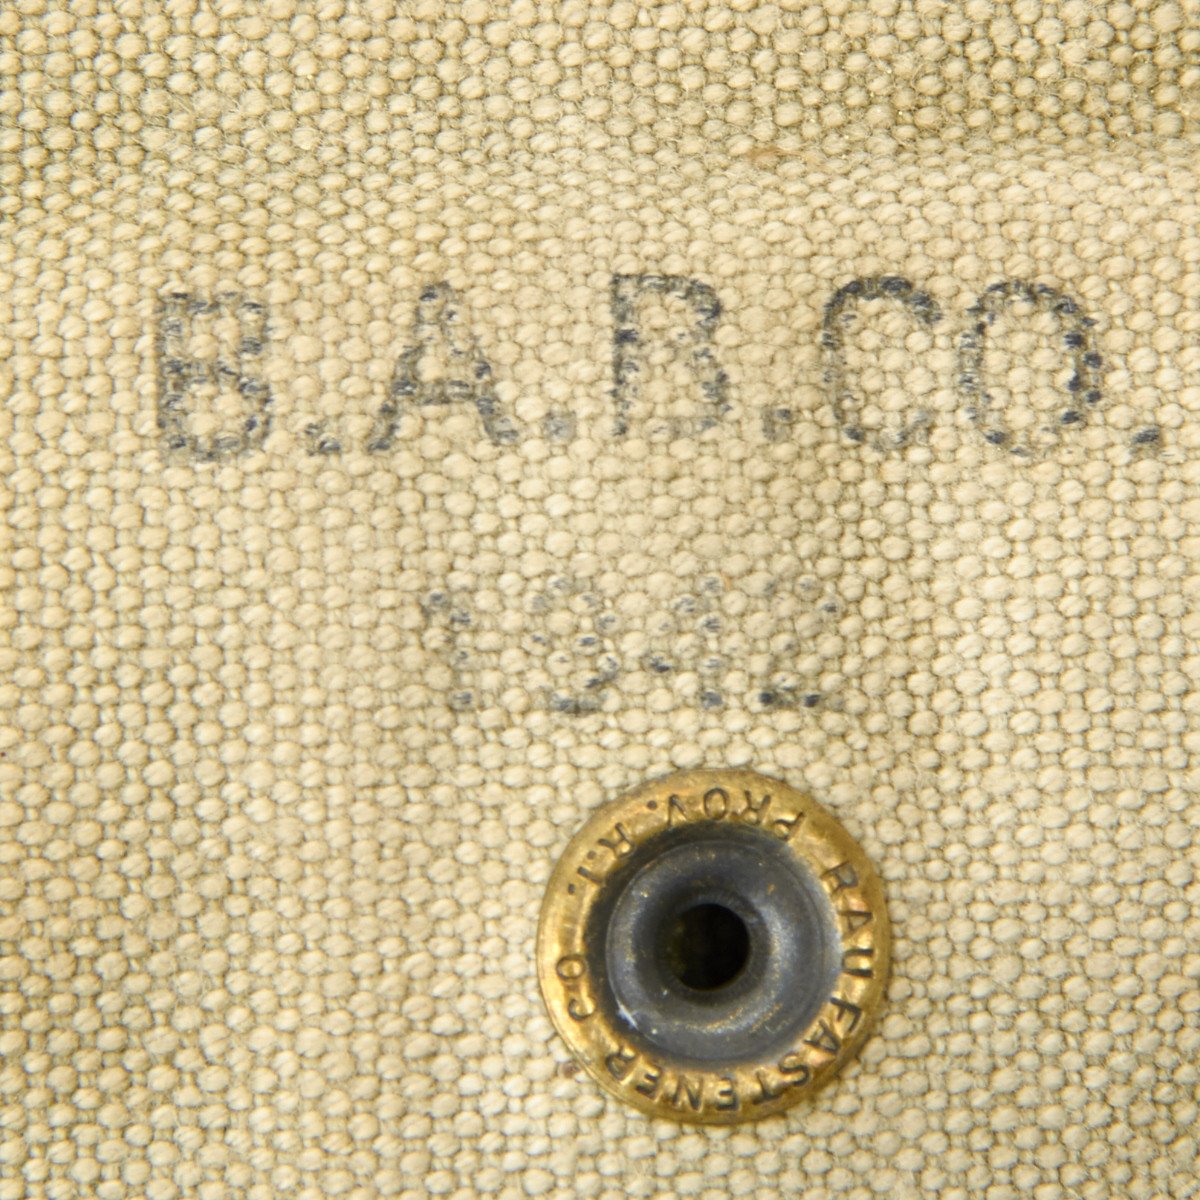 B.A.B.CO.
1942
RAU FASTENER CO.
PROV. R.I.